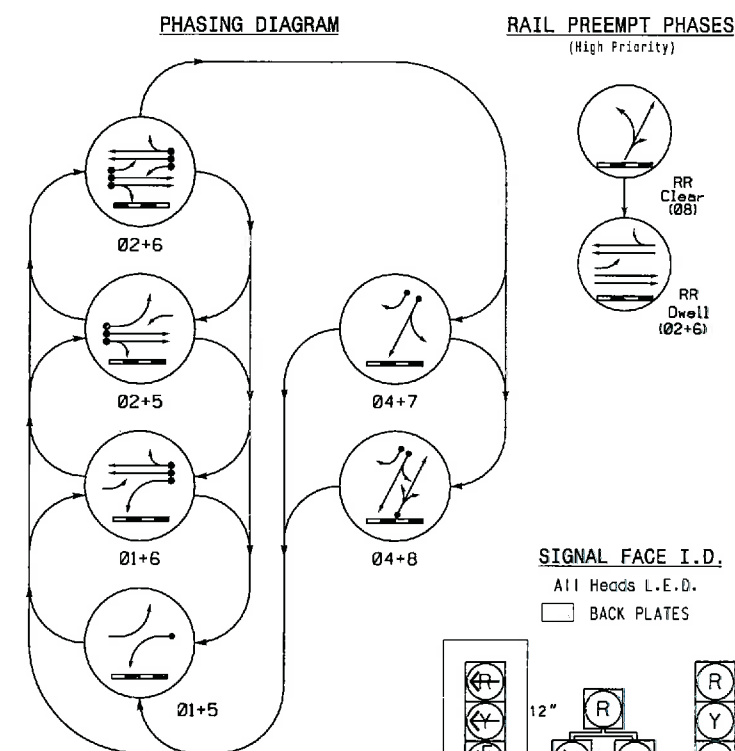 PHASING DIAGRAM
RAIL PREEMPT PHASES
(High Priority)
RR
Clear
(Ø8)
Ø2+6
RR
Dwell
(Ø2+6)
Ø2+5
Ø4+7
Ø1+6
Ø4+8
SIGNAL FACE I.D.
All Heads L.E.D.
BACK PLATES
Ø1+5
R
12"
R
R
Y
Y